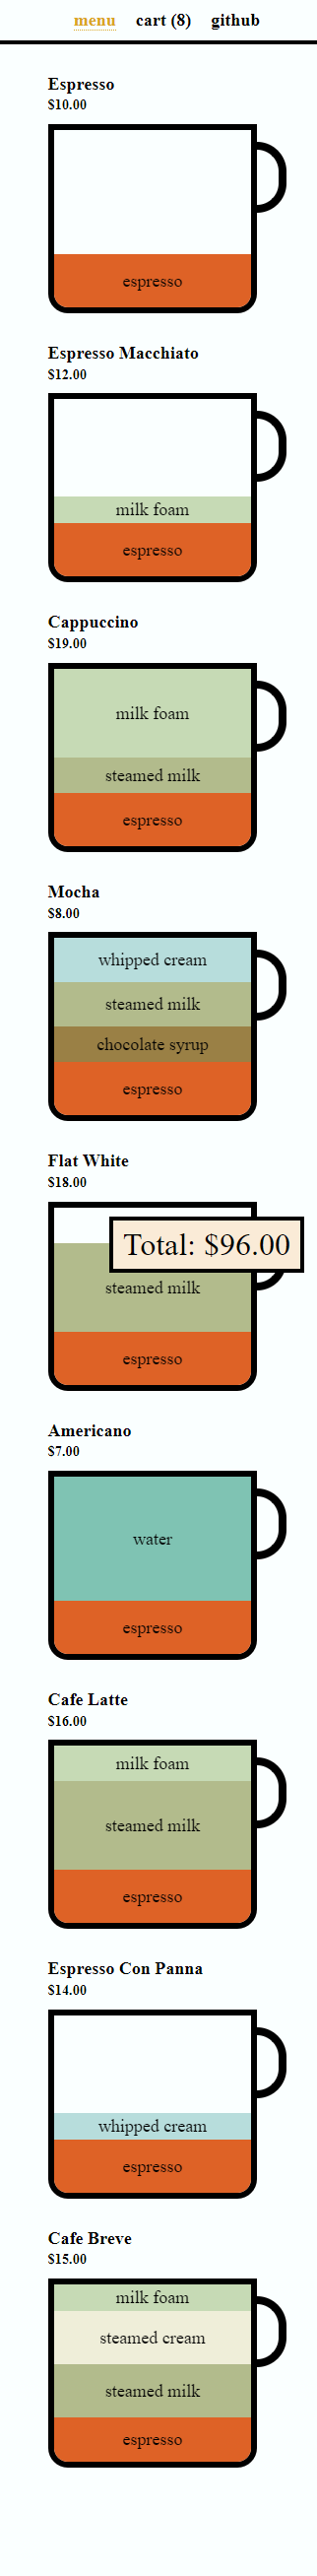 menu cart (8) github
Espresso
$10.00
espresso
Espresso Macchiato
$12.00
milk foam
espresso
Cappuccino
$19.00
milk foam
steamed milk
espresso
Mocha
$8.00
whipped cream
steamed milk
chocolate syrup
espresso
Flat White
$18.00
Total: $96.00
steamed milk
espresso
Americano
$7.00
water
espresso
Cafe Latte
$16.00
milk foam
steamed milk
espresso
Espresso Con Panna
$14.00
whipped cream
espresso
Cafe Breve
$15.00
milk foam
steamed cream
steamed milk
espresso